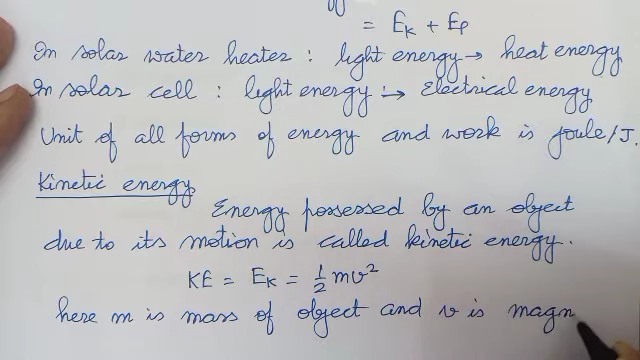 = EK + EP
In solar water heater : light energy → heat energy
In solar cell : light energy → Electrical energy
Unit of all forms of energy and work is joule/J.
Kinetic energy
Energy possessed by an object
due to its motion is called kinetic energy.
KE = EK = 1/2 mv²
here m is mass of object and v is magn